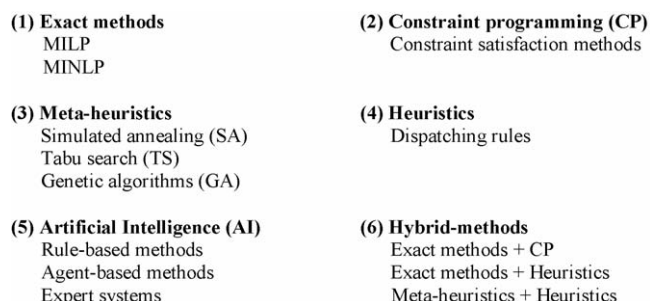 (1) Exact methods
MILP
MINLP
(2) Constraint programming (CP)
Constraint satisfaction methods
(3) Meta-heuristics
Simulated annealing (SA)
Tabu search (TS)
Genetic algorithms (GA)
(4) Heuristics
Dispatching rules
(5) Artificial Intelligence (AI)
Rule-based methods
Agent-based methods
Expert systems
(6) Hybrid-methods
Exact methods + CP
Exact methods + Heuristics
Meta-heuristics + Heuristics